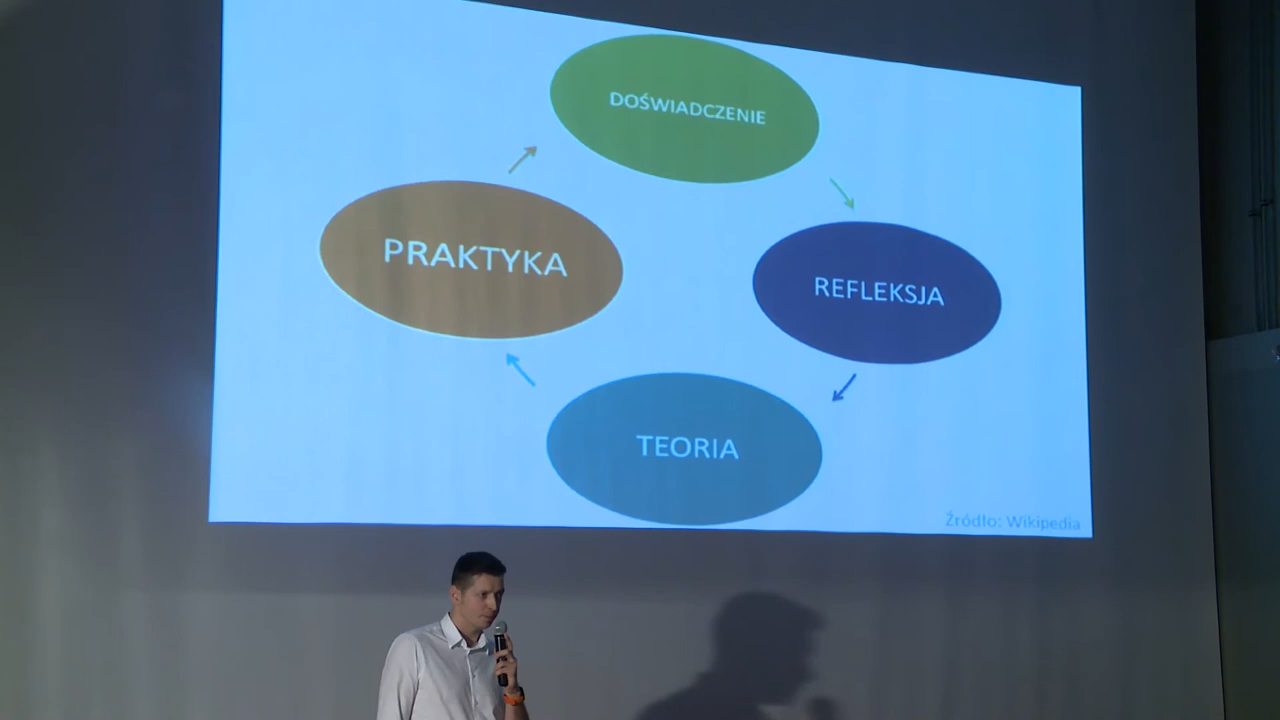 DOŚWIADCZENIE
PRAKTYKA
REFLEKSJA
TEORIA
Źródło: Wikipedia